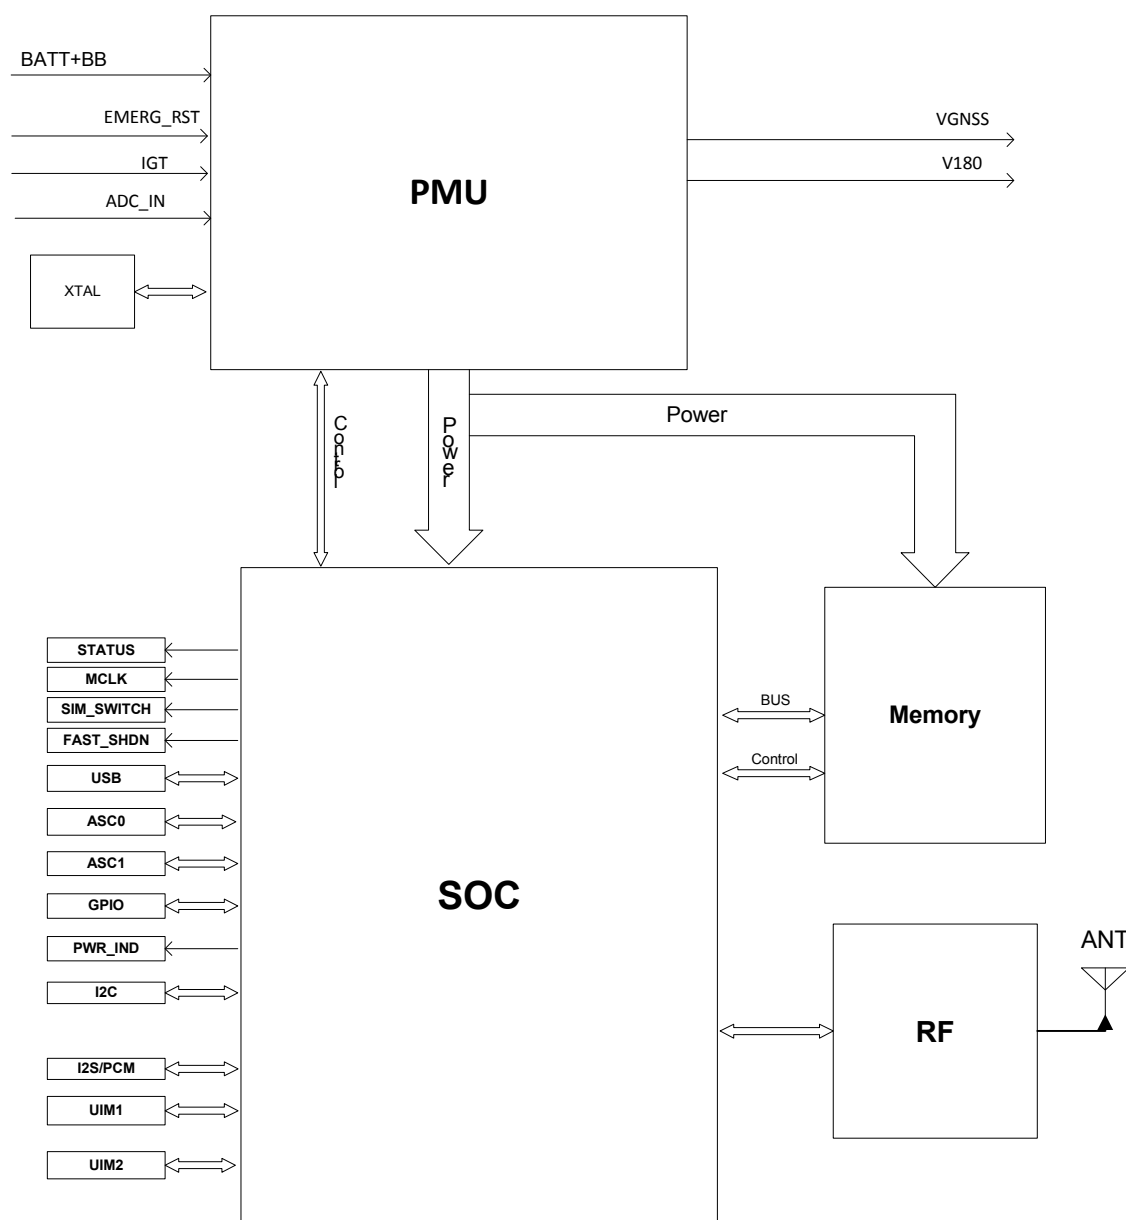 BATT+BB
EMERG_RST
IGT
ADC_IN
XTAL
PMU
VGNSS
V180
Control
Power
Power
STATUS
MCLK
SIM_SWITCH
FAST_SHDN
USB
ASC0
ASC1
GPIO
PWR_IND
I2C
I2S/PCM
UIM1
UIM2
SOC
BUS
Control
Memory
RF
ANT